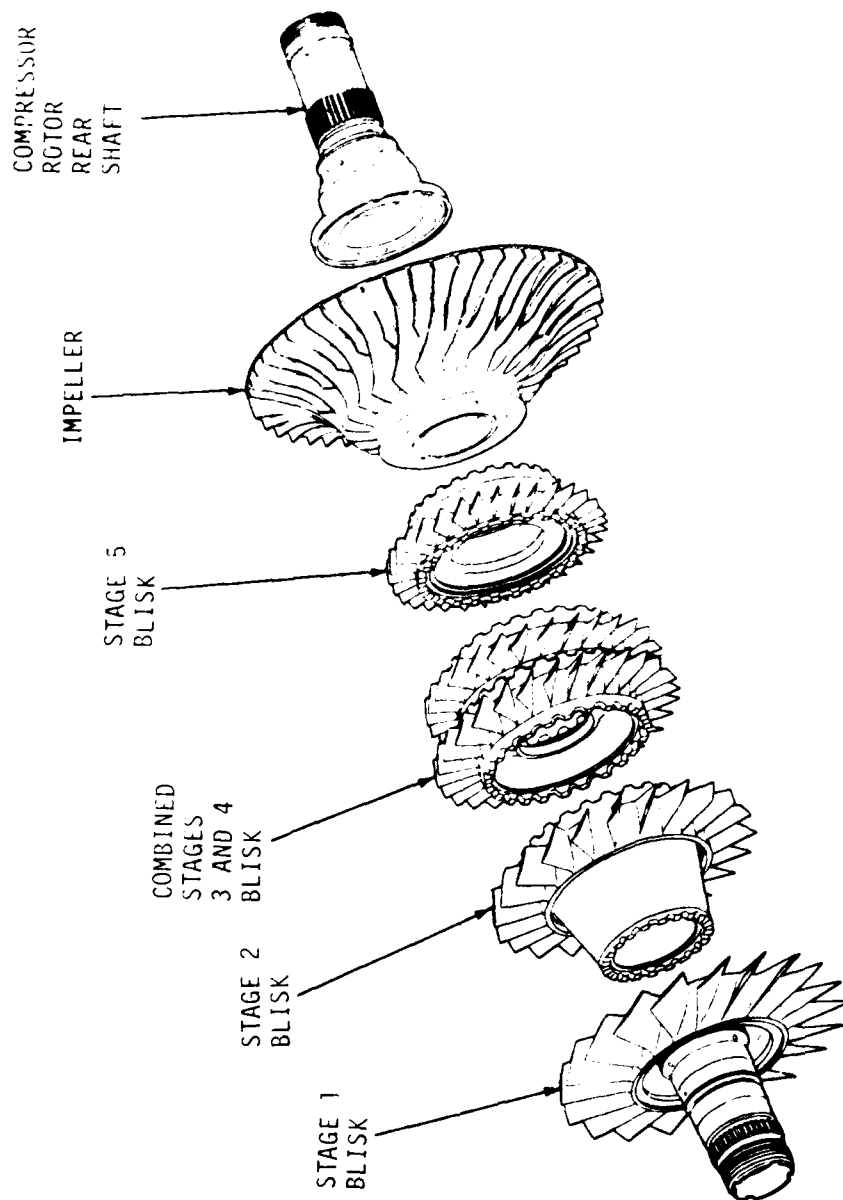 COMPRESSOR
ROTOR
REAR
SHAFT
IMPELLER
STAGE 5
BLISK
COMBINED
STAGES
3 AND 4
BLISK
STAGE 2
BLISK
STAGE 1
BLISK